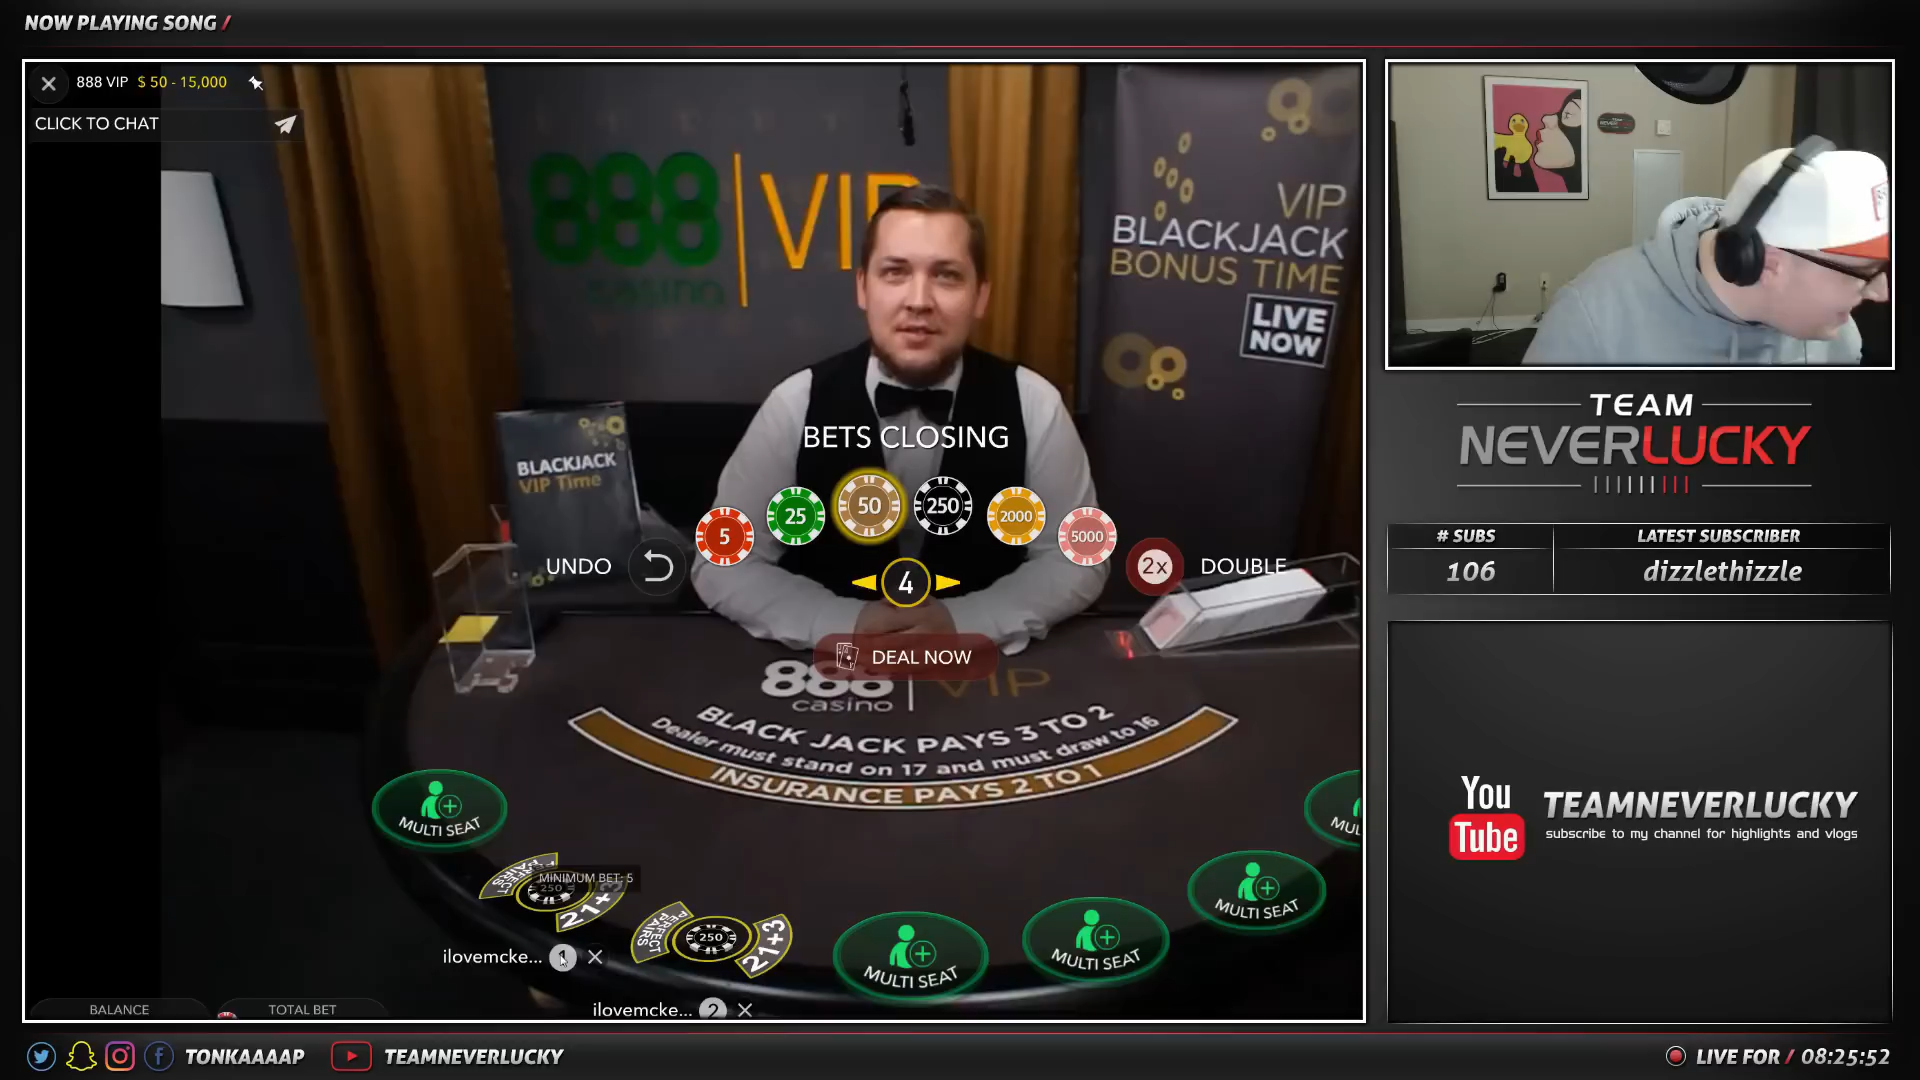 NOW PLAYING SONG /
888 VIP $ 50 - 15,000
CLICK TO CHAT
888 VIP
casino
VIP
BLACKJACK
BONUS TIME
LIVE
NOW
BLACKJACK
VIP Time
BETS CLOSING
5 25 50 250 2000 5000
UNDO
4
2x DOUBLE
DEAL NOW
888 VIP
casino
BLACK JACK PAYS 3 TO 2
Dealer must stand on 17 and must draw to 16
INSURANCE PAYS 2 TO 1
MULTI SEAT
MULTI SEAT
MULTI SEAT
MULTI SEAT
PERFECT PAIRS
250
MINIMUM BET: 5
21+3
PERFECT PAIRS
250
21+3
ilovemcke... 1
ilovemcke... 2
BALANCE
TOTAL BET
TEAM
NEVERLUCKY
# SUBS
106
LATEST SUBSCRIBER
dizzlethizzle
You
Tube
TEAMNEVERLUCKY
subscribe to my channel for highlights and vlogs
TONKAAAAP
TEAMNEVERLUCKY
LIVE FOR / 08:25:52